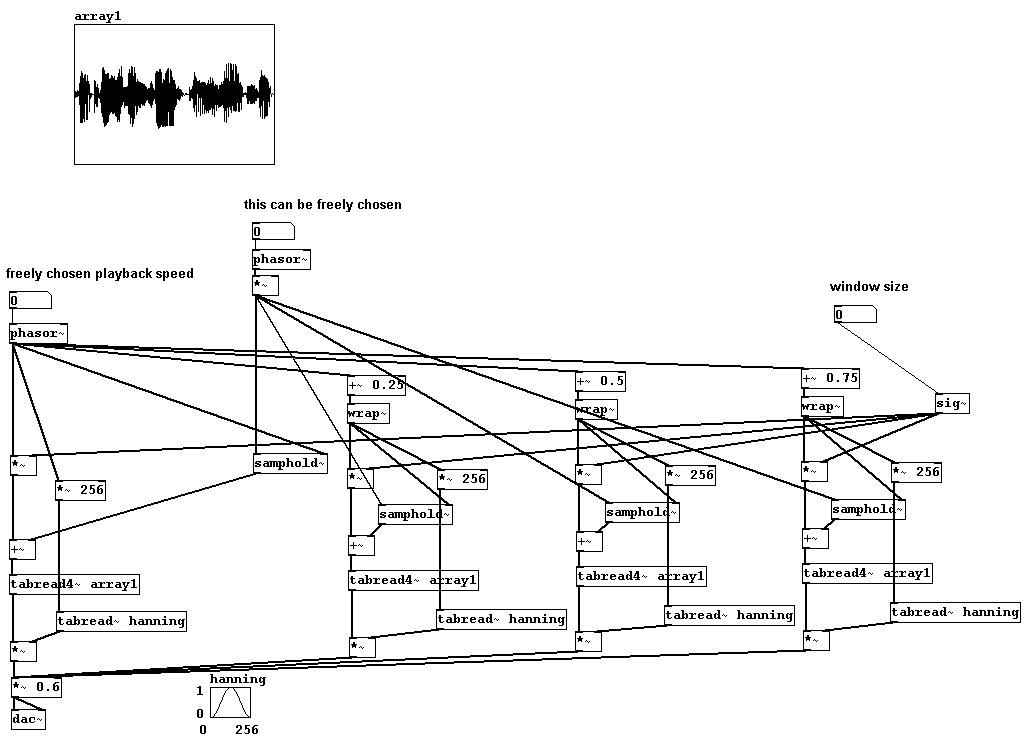 array1
this can be freely chosen
0
phasor~
*~
freely chosen playback speed
0
phasor~
window size
0
+~ 0.25
+~ 0.5
+~ 0.75
wrap~
wrap~
wrap~
sig~
*~
samphold~
*~
*~
*~
*~ 256
*~ 256
*~ 256
*~ 256
samphold~
samphold~
samphold~
+~
+~
+~
+~
tabread4~ array1
tabread4~ array1
tabread4~ array1
tabread4~ array1
tabread~ hanning
tabread~ hanning
tabread~ hanning
tabread~ hanning
*~
*~
*~
*~
*~ 0.6
hanning
1
0
0 256
dac~